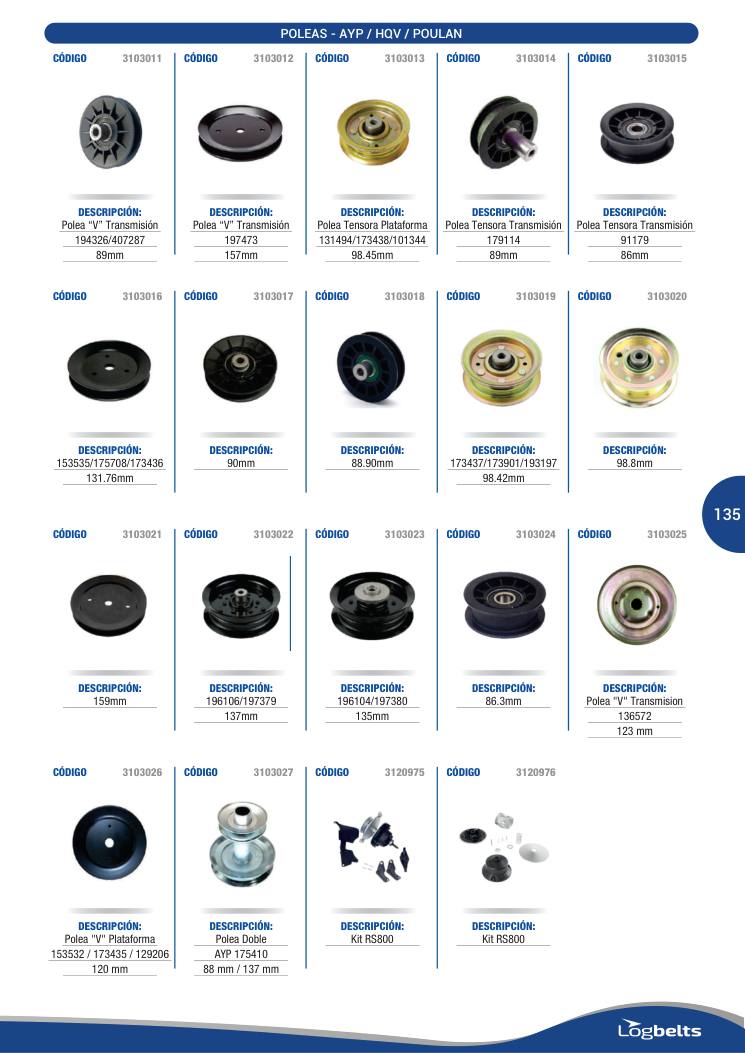 POLEAS - AYP / HQV / POULAN
CÓDIGO 3103011
DESCRIPCIÓN:
Polea “V” Transmisión
194326/407287
89mm
CÓDIGO 3103012
DESCRIPCIÓN:
Polea “V” Transmisión
197473
157mm
CÓDIGO 3103013
DESCRIPCIÓN:
Polea Tensora Plataforma
131494/173438/101344
98.45mm
CÓDIGO 3103014
DESCRIPCIÓN:
Polea Tensora Transmisión
179114
89mm
CÓDIGO 3103015
DESCRIPCIÓN:
Polea Tensora Transmisión
91179
86mm
CÓDIGO 3103016
DESCRIPCIÓN:
153535/175708/173436
131.76mm
CÓDIGO 3103017
DESCRIPCIÓN:
90mm
CÓDIGO 3103018
DESCRIPCIÓN:
88.90mm
CÓDIGO 3103019
DESCRIPCIÓN:
173437/173901/193197
98.42mm
CÓDIGO 3103020
DESCRIPCIÓN:
98.8mm
135
CÓDIGO 3103021
DESCRIPCIÓN:
159mm
CÓDIGO 3103022
DESCRIPCIÓN:
196106/197379
137mm
CÓDIGO 3103023
DESCRIPCIÓN:
196104/197380
135mm
CÓDIGO 3103024
DESCRIPCIÓN:
86.3mm
CÓDIGO 3103025
DESCRIPCIÓN:
Polea "V" Transmision
136572
123 mm
CÓDIGO 3103026
DESCRIPCIÓN:
Polea "V" Plataforma
153532 / 173435 / 129206
120 mm
CÓDIGO 3103027
DESCRIPCIÓN:
Polea Doble
AYP 175410
88 mm / 137 mm
CÓDIGO 3120975
DESCRIPCIÓN:
Kit RS800
CÓDIGO 3120976
DESCRIPCIÓN:
Kit RS800
Logbelts